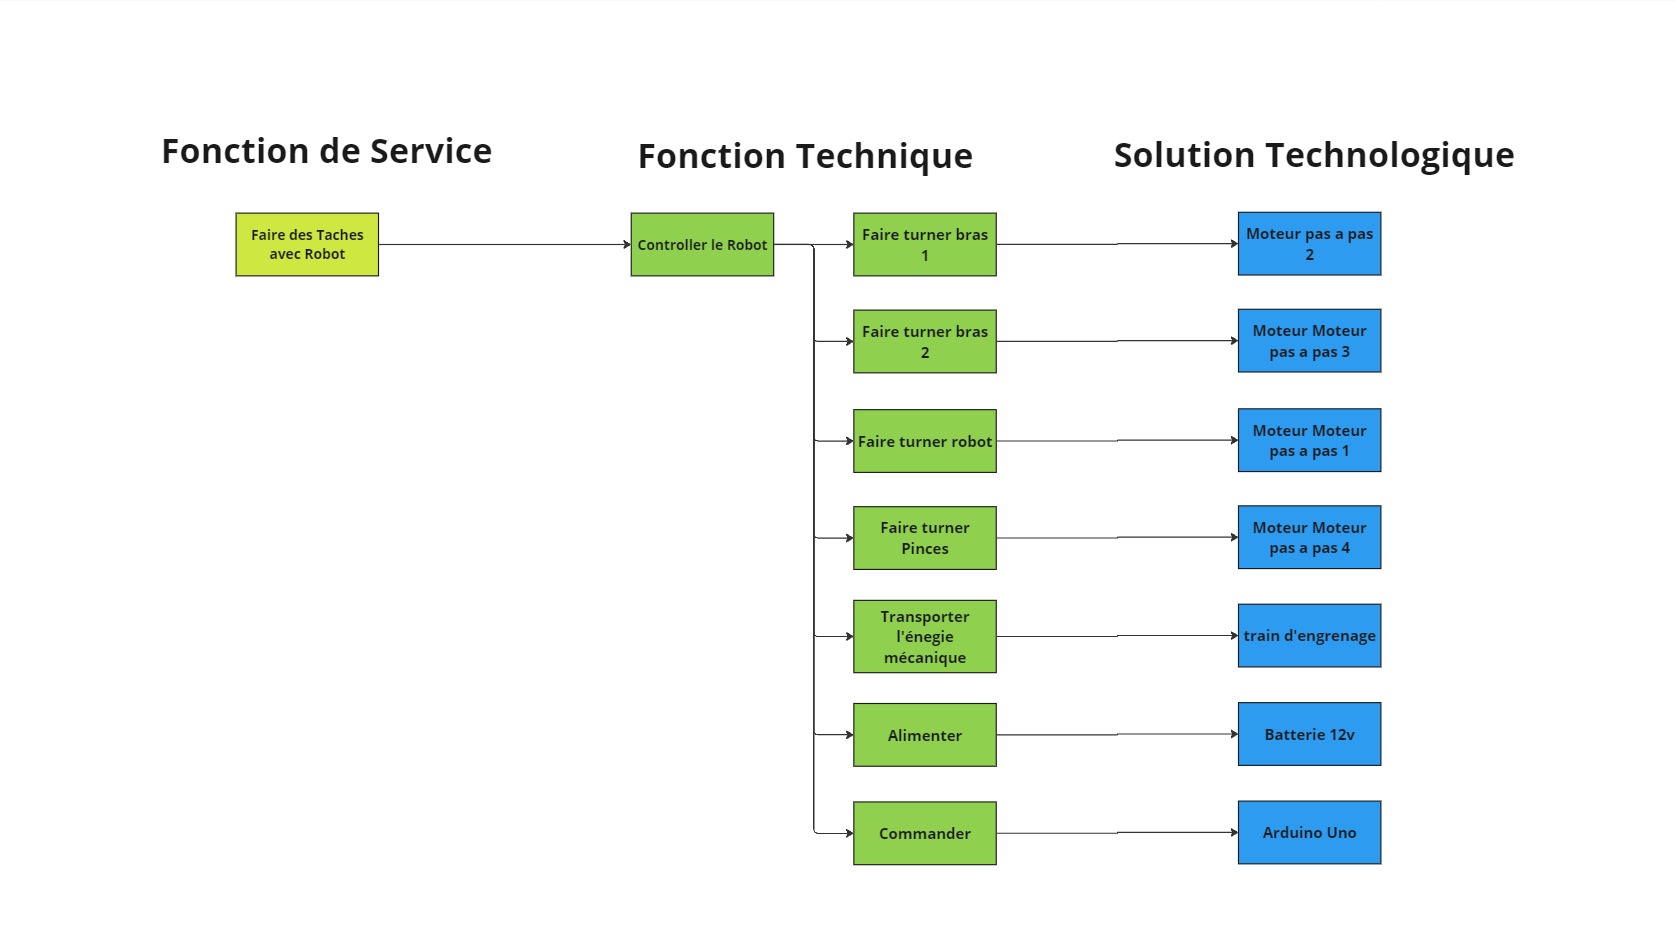 Fonction de Service
Fonction Technique
Solution Technologique
Faire des Taches
avec Robot
Controller le Robot
Faire turner bras
1
Moteur pas a pas
2
Faire turner bras
2
Moteur Moteur
pas a pas 3
Faire turner robot
Moteur Moteur
pas a pas 1
Faire turner
Pinces
Moteur Moteur
pas a pas 4
Transporter
l'énegie
mécanique
train d'engrenage
Alimenter
Batterie 12v
Commander
Arduino Uno